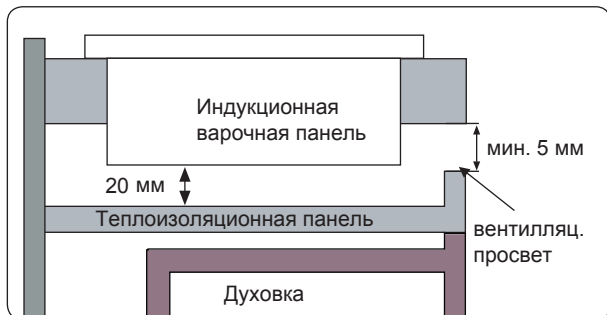 Индукционная
варочная панель
мин. 5 мм
20 мм
Теплоизоляционная панель
вентилляц.
просвет
Духовка